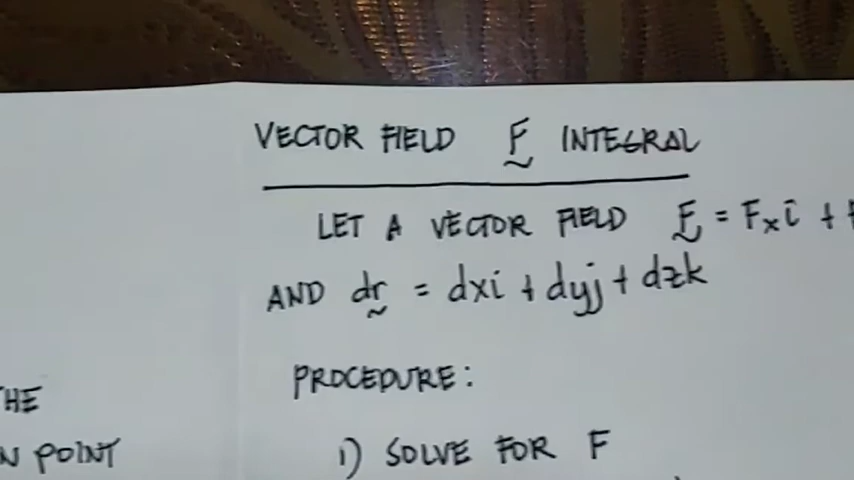 VECTOR FIELD F INTEGRAL
LET A VECTOR FIELD F = Fxi +
AND dr = dxi + dyj + dzk
PROCEDURE:
1) SOLVE FOR F
HE
N POINT